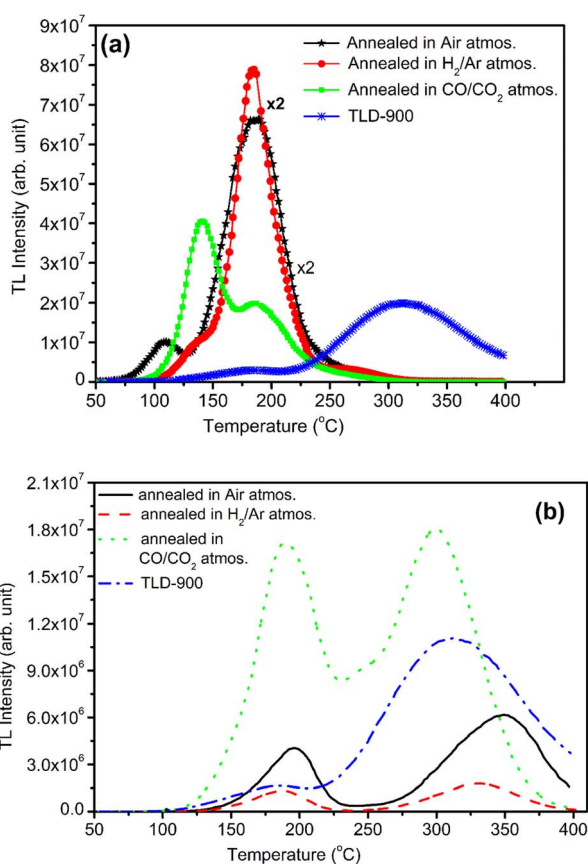 (a)
Annealed in Air atmos.
Annealed in H₂/Ar atmos.
Annealed in CO/CO₂ atmos.
TLD-900
x2
x2
TL Intensity (arb. unit)
9x10⁷
8x10⁷
7x10⁷
6x10⁷
5x10⁷
4x10⁷
3x10⁷
2x10⁷
1x10⁷
0
50 100 150 200 250 300 350 400
Temperature (°C)
(b)
annealed in Air atmos.
annealed in H₂/Ar atmos.
annealed in
CO/CO₂ atmos.
TLD-900
TL Intensity (arb. unit)
2.1x10⁷
1.8x10⁷
1.5x10⁷
1.2x10⁷
9.0x10⁶
6.0x10⁶
3.0x10⁶
0.0
50 100 150 200 250 300 350 400
Temperature (°C)